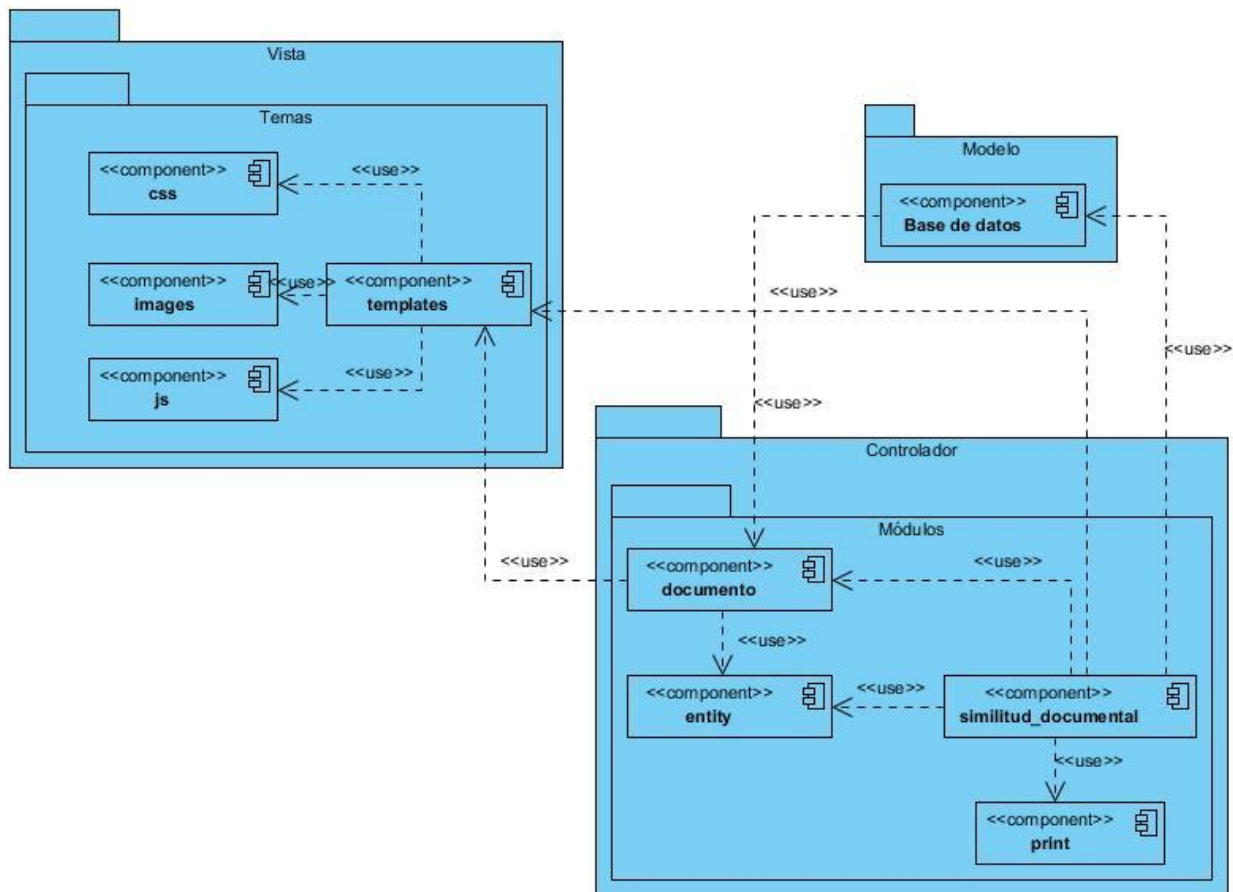 Vista
Temas
<<component>>
css
<<use>>
<<component>>
images
<<use>>
<<component>>
templates
<<component>>
js
<<use>>
Modelo
<<component>>
Base de datos
<<use>>
<<use>>
<<use>>
<<use>>
Controlador
Módulos
<<component>>
documento
<<use>>
<<use>>
<<component>>
entity
<<use>>
<<component>>
similitud_documental
<<use>>
<<component>>
print